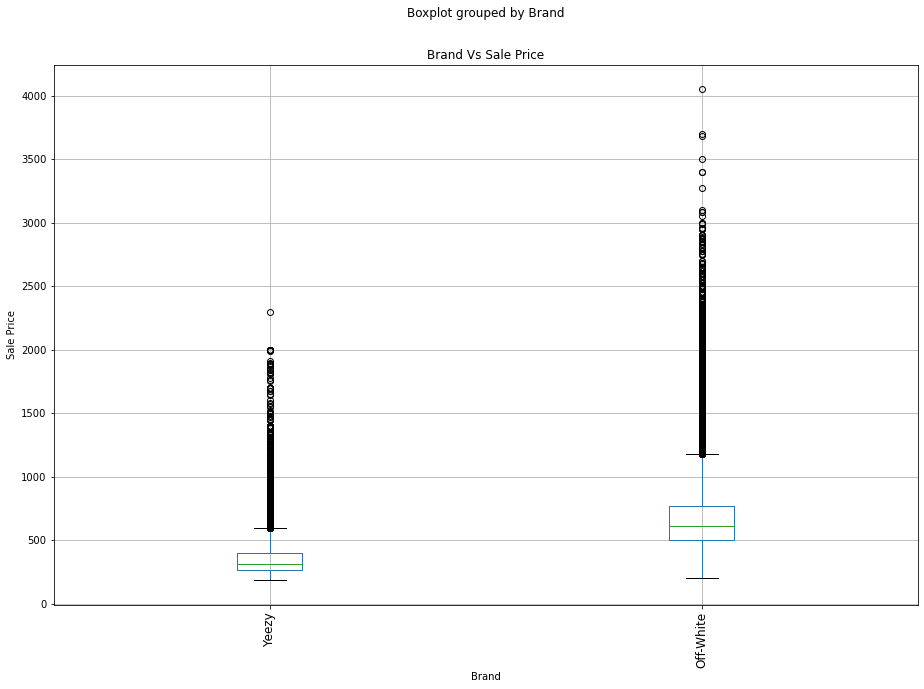 Boxplot grouped by Brand
Brand Vs Sale Price
4000
3500
3000
2500
2000
1500
1000
500
0
Sale Price
Yeezy
Off-White
Brand